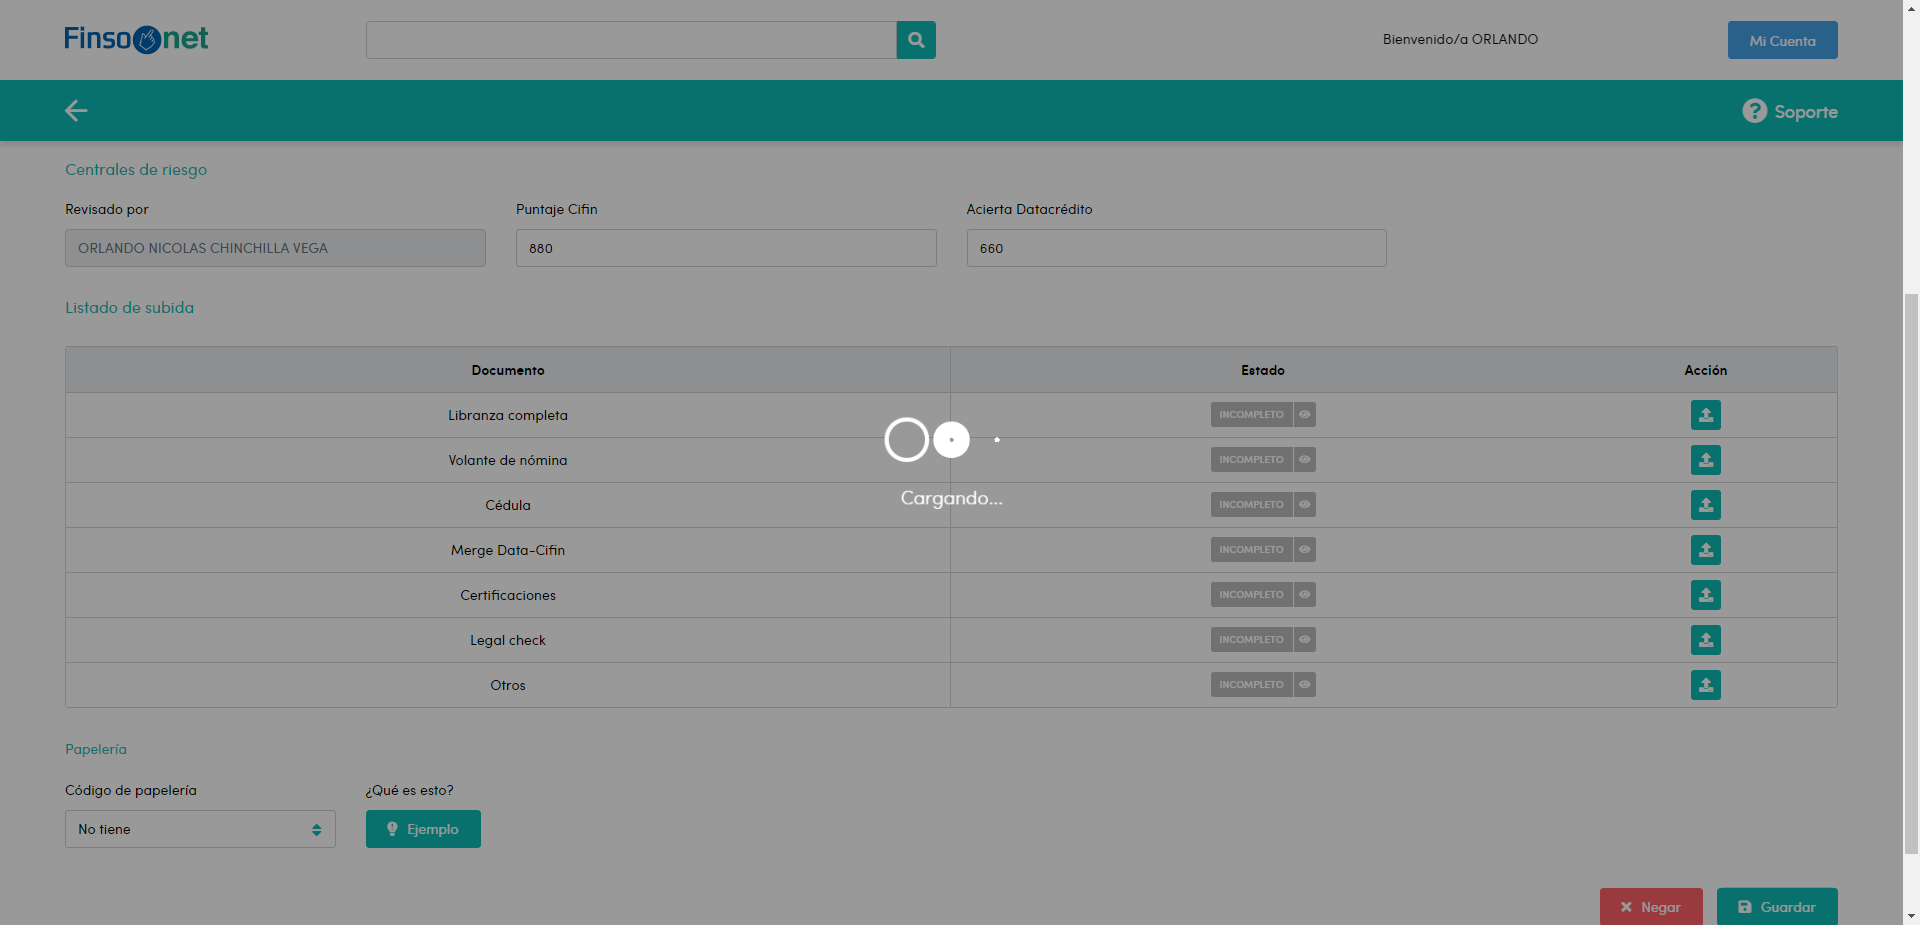 Finsonet
Bienvenido/a ORLANDO
Mi Cuenta
Soporte
Centrales de riesgo
Revisado por
Puntaje Cifin
Acierta Datacrédito
ORLANDO NICOLAS CHINCHILLA VEGA
880
660
Listado de subida
Documento
Estado
Acción
Libranza completa
INCOMPLETO
Volante de nómina
INCOMPLETO
Cédula
INCOMPLETO
Merge Data-Cifin
INCOMPLETO
Certificaciones
INCOMPLETO
Legal check
INCOMPLETO
Otros
INCOMPLETO
Cargando...
Papelería
Código de papelería
¿Qué es esto?
No tiene
Ejemplo
Negar
Guardar